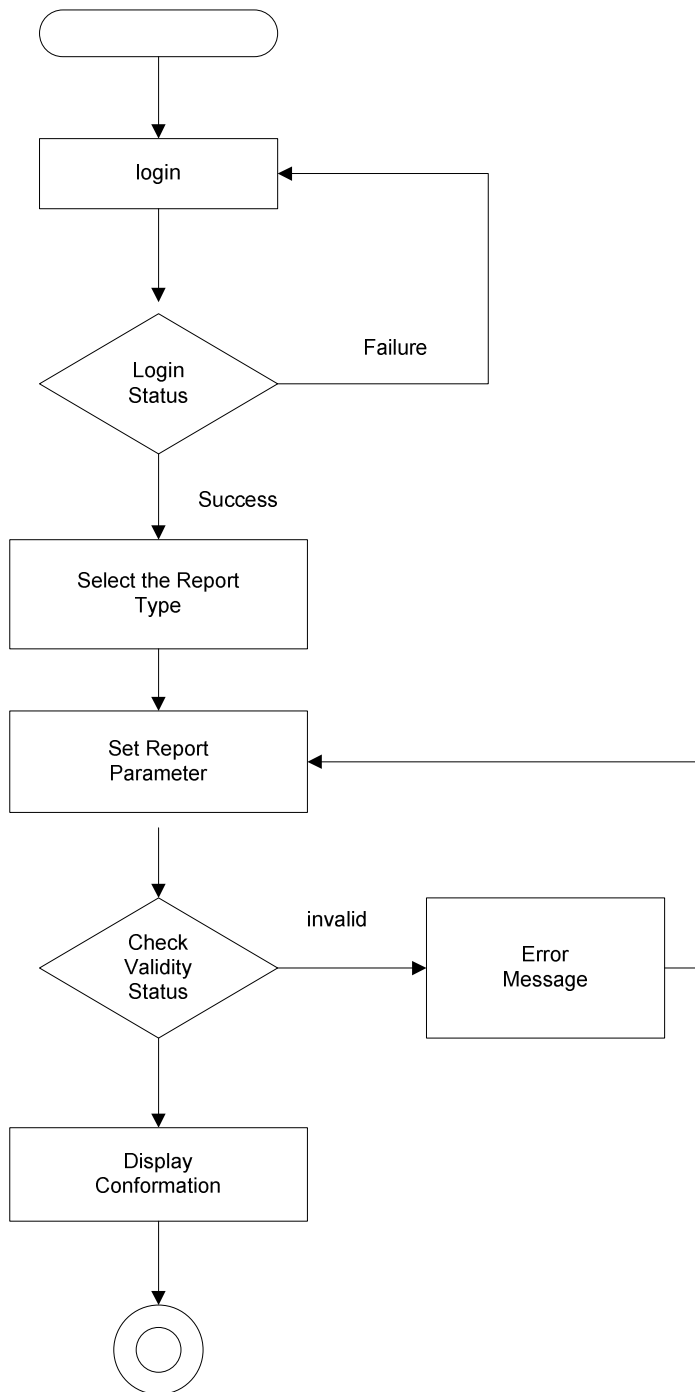 login
Failure
Login
Status
Success
Select the Report
Type
Set Report
Parameter
invalid
Check
Validity
Status
Error
Message
Display
Conformation